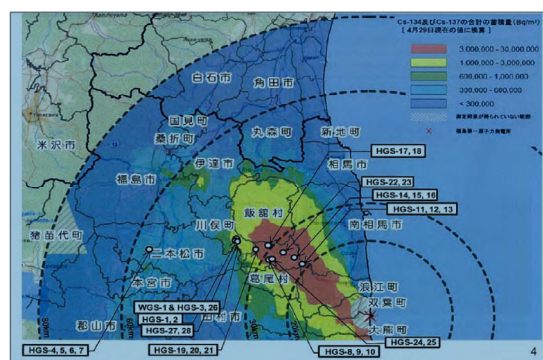 Cs-134及びCs-137の合計の蓄積量(Bq/m²)
[ 4月29日現在の値に換算 ]
3,000,000 - 30,000,000
1,000,000 - 3,000,000
600,000 - 1,000,000
300,000 - 600,000
< 300,000
測定結果が得られていない範囲
福島第一原子力発電所
白石市
角田市
国見町
桑折町
丸森町
新地町
米沢市
HGS-17, 18
伊達市
相馬市
福島市
HGS-22, 23
HGS-14, 15, 16
飯舘村
HGS-11, 12, 13
川俣町
南相馬市
猪苗代町
二本松市
葛尾村
本宮市
浪江町
WGS-1 & HGS-3, 26
双葉町
HGS-1, 2
田村市
郡山市
HGS-27, 28
大熊町
HGS-24, 25
HGS-4, 5, 6, 7
HGS-19, 20, 21
HGS-8, 9, 10
80km
60km
4